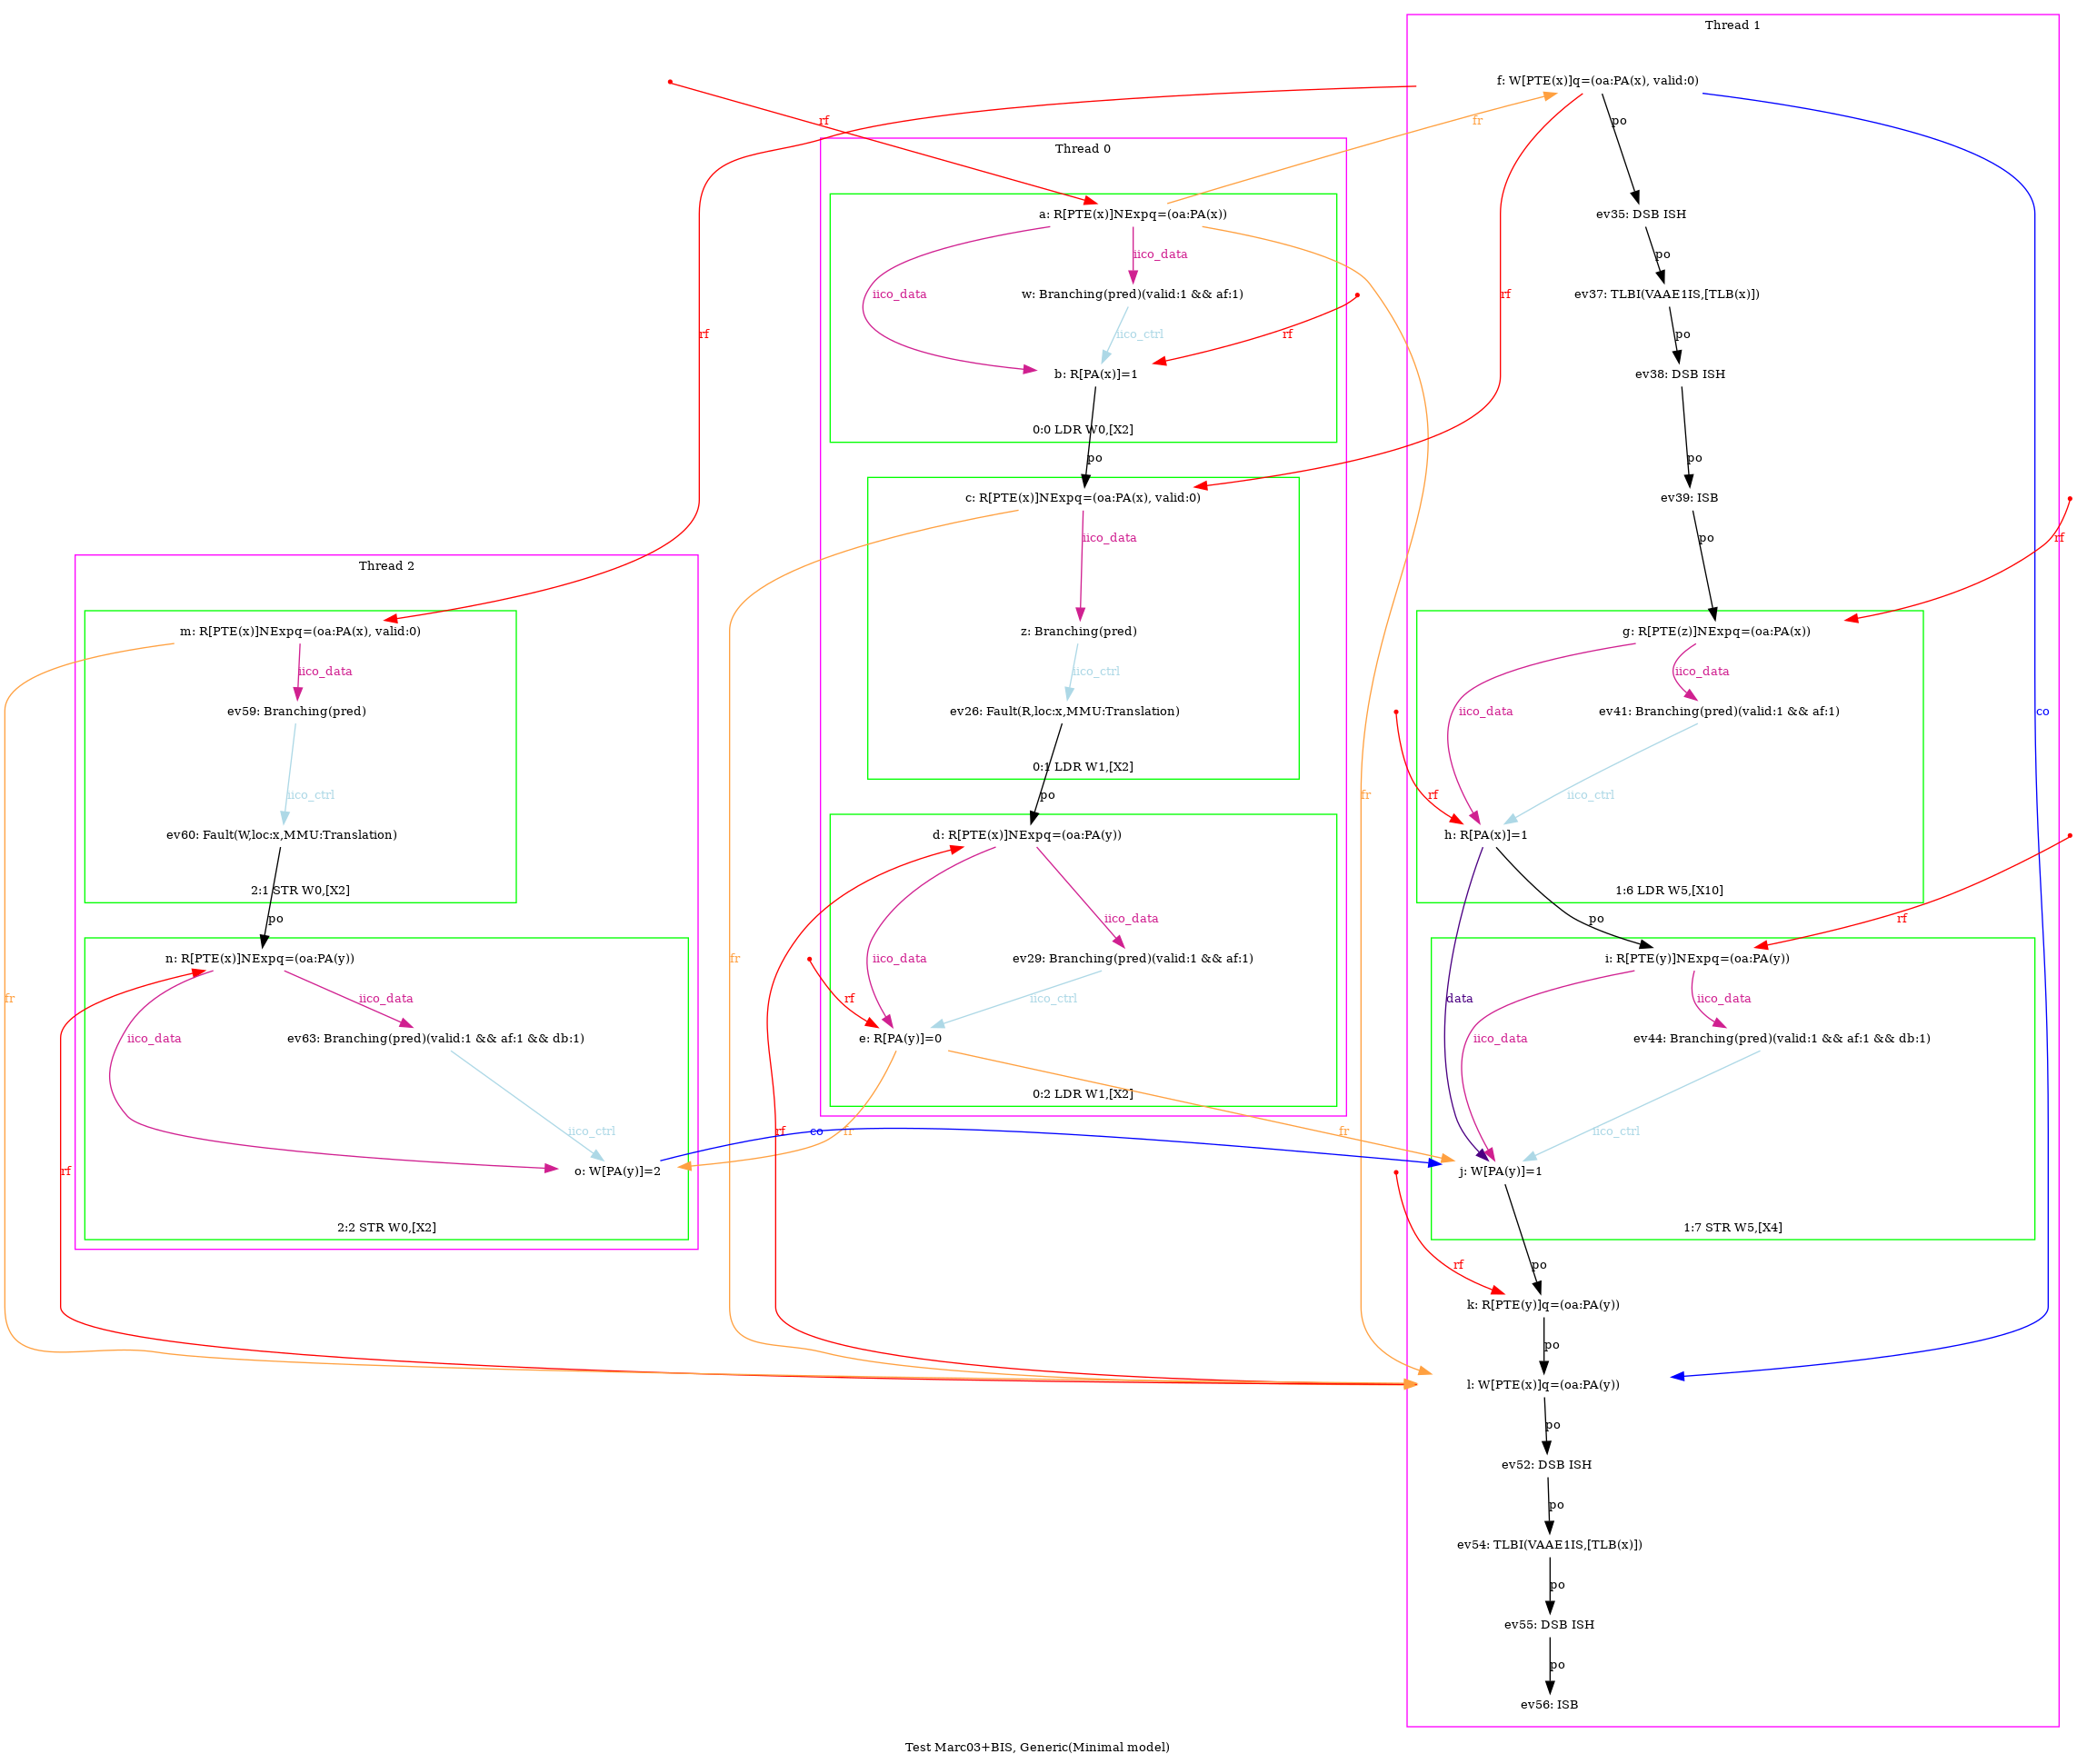 Thread 1
f: W[PTE(x)]q=(oa:PA(x), valid:0)
rf
po
fr
Thread 0
iico_data
a: R[PTE(x)]NExpq=(oa:PA(x))
ev35: DSB ISH
po
iico_data
w: Branching(pred)(valid:1 && af:1)
rf
ev37: TLBI(VAAE1IS,[TLB(x)])
rf
iico_ctrl
rf
po
b: R[PA(x)]=1
ev38: DSB ISH
0:0 LDR W0,[X2]
po
po
c: R[PTE(x)]NExpq=(oa:PA(x), valid:0)
ev39: ISB
iico_data
po
rf
Thread 2
m: R[PTE(x)]NExpq=(oa:PA(x), valid:0)
z: Branching(pred)
g: R[PTE(z)]NExpq=(oa:PA(x))
iico_data
iico_ctrl
iico_data
ev59: Branching(pred)
ev26: Fault(R,loc:x,MMU:Translation)
iico_data
ev41: Branching(pred)(valid:1 && af:1)
co
0:1 LDR W1,[X2]
iico_ctrl
po
fr
rf
iico_ctrl
ev60: Fault(W,loc:x,MMU:Translation)
d: R[PTE(x)]NExpq=(oa:PA(y))
h: R[PA(x)]=1
2:1 STR W0,[X2]
1:6 LDR W5,[X10]
po
iico_data
po
rf
n: R[PTE(x)]NExpq=(oa:PA(y))
fr
iico_data
ev29: Branching(pred)(valid:1 && af:1)
i: R[PTE(y)]NExpq=(oa:PA(y))
fr
iico_data
rf
iico_ctrl
data
iico_data
iico_data
ev63: Branching(pred)(valid:1 && af:1 && db:1)
e: R[PA(y)]=0
iico_data
ev44: Branching(pred)(valid:1 && af:1 && db:1)
0:2 LDR W1,[X2]
iico_ctrl
rf
co
fr
fr
iico_ctrl
rf
o: W[PA(y)]=2
j: W[PA(y)]=1
2:2 STR W0,[X2]
1:7 STR W5,[X4]
rf
po
k: R[PTE(y)]q=(oa:PA(y))
po
l: W[PTE(x)]q=(oa:PA(y))
po
ev52: DSB ISH
po
ev54: TLBI(VAAE1IS,[TLB(x)])
po
ev55: DSB ISH
po
ev56: ISB
Test Marc03+BIS, Generic(Minimal model)